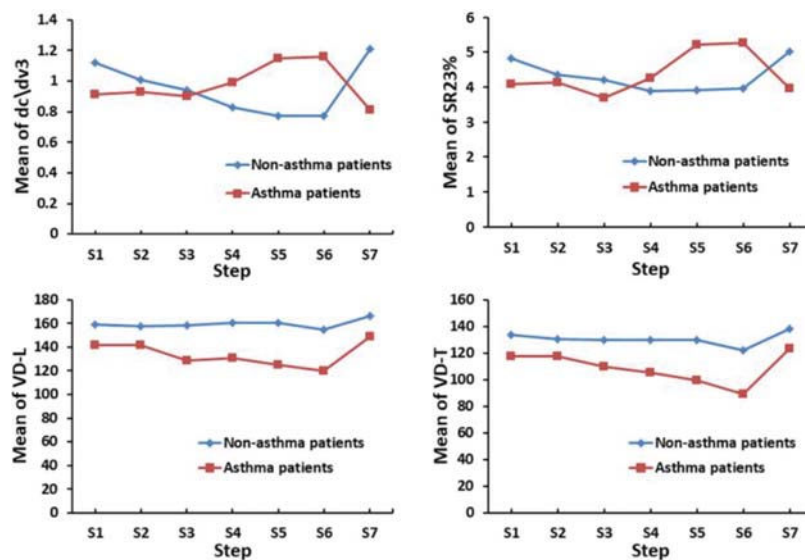 Mean of dc\dv3
1.4
1.2
1
0.8
0.6
0.4
0.2
0
Non-asthma patients
Asthma patients
S1 S2 S3 S4 S5 S6 S7
Step
Mean of SR23%
6
5
4
3
2
1
0
Non-asthma patients
Asthma patients
S1 S2 S3 S4 S5 S6 S7
Step
Mean of VD-L
180
160
140
120
100
80
60
40
20
0
Non-asthma patients
Asthma patients
S1 S2 S3 S4 S5 S6 S7
Step
Mean of VD-T
160
140
120
100
80
60
40
20
0
Non-asthma patients
Asthma patients
S1 S2 S3 S4 S5 S6 S7
Step